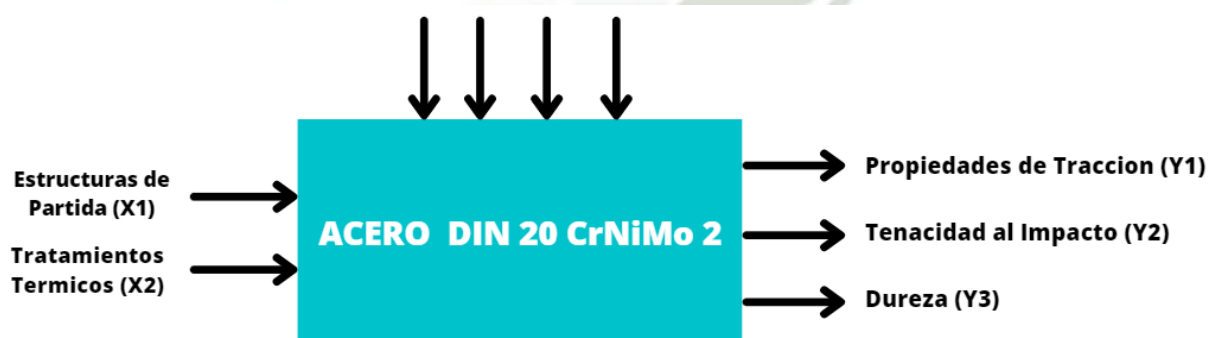 Estructuras de
Partida (X1)
Tratamientos
Termicos (X2)
ACERO DIN 20 CrNiMo 2
Propiedades de Traccion (Y1)
Tenacidad al Impacto (Y2)
Dureza (Y3)